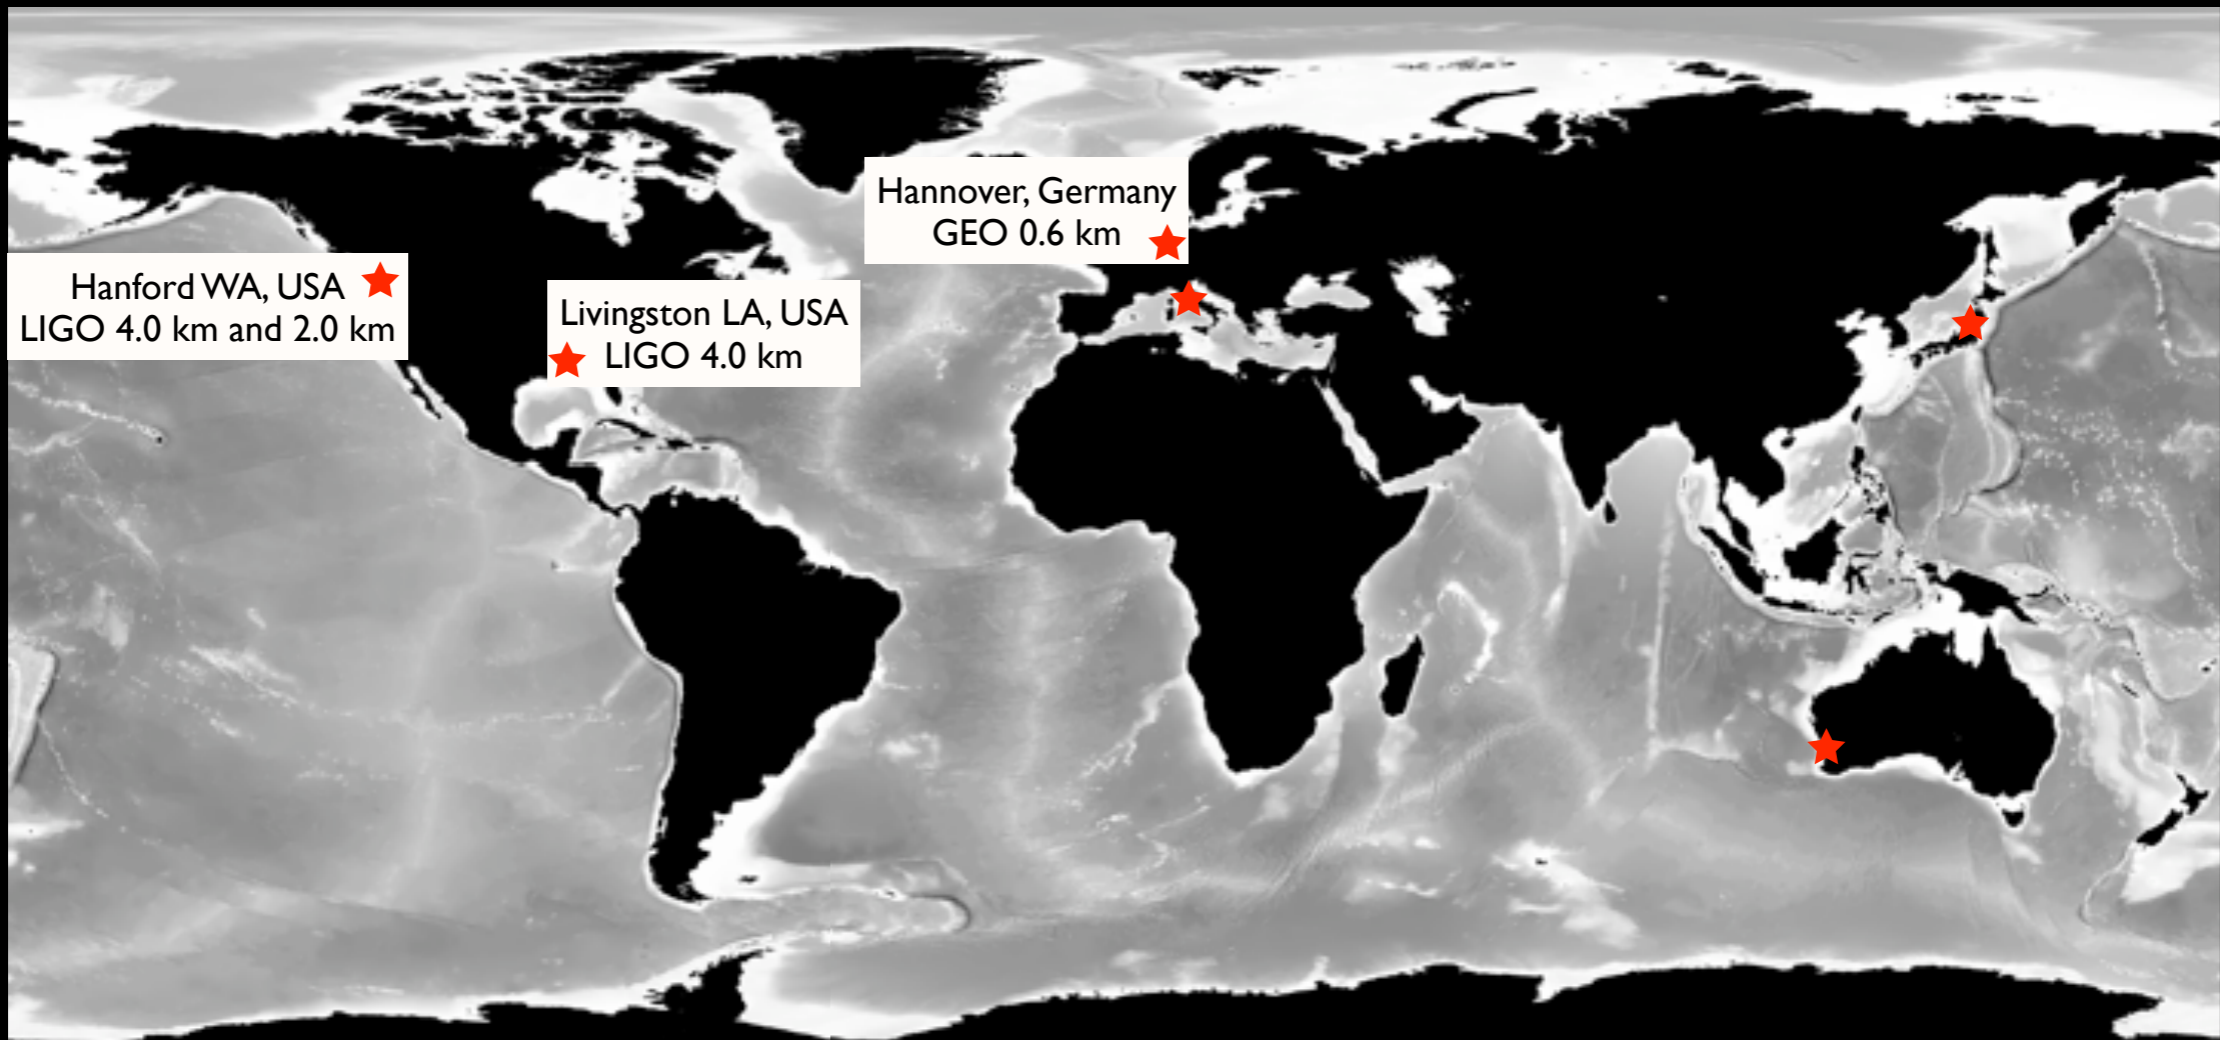 Hannover, Germany
GEO 0.6 km
Hanford WA, USA
LIGO 4.0 km and 2.0 km
Livingston LA, USA
LIGO 4.0 km